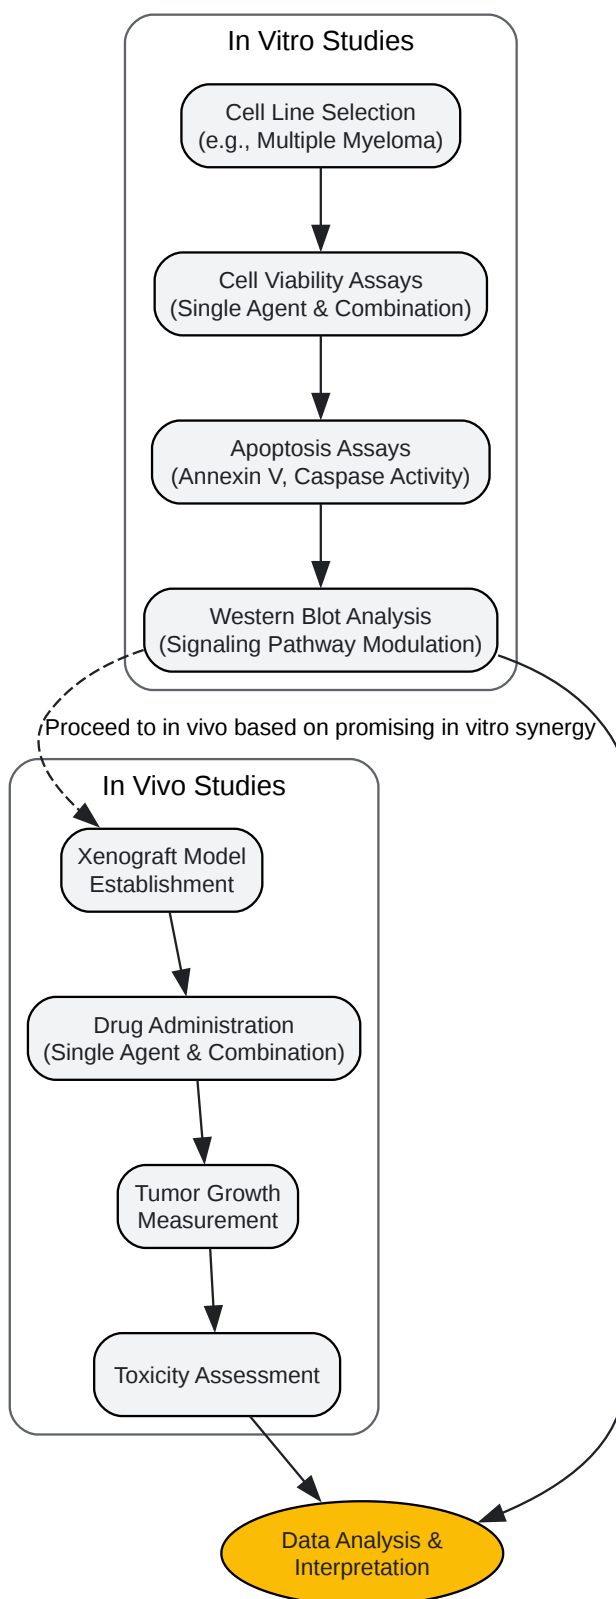 In Vitro Studies
Cell Line Selection
(e.g., Multiple Myeloma)
Cell Viability Assays
(Single Agent & Combination)
Apoptosis Assays
(Annexin V, Caspase Activity)
Western Blot Analysis
(Signaling Pathway Modulation)
Proceed to in vivo based on promising in vitro synergy
In Vivo Studies
Xenograft Model
Establishment
Drug Administration
(Single Agent & Combination)
Tumor Growth
Measurement
Toxicity Assessment
Data Analysis &
Interpretation